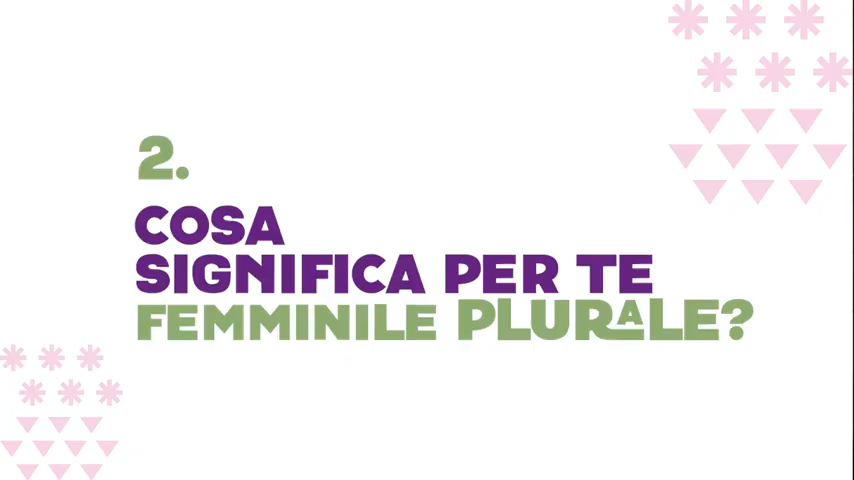 2.
COSA
SIGNIFICA PER TE
FEMMINILE PLURALE?